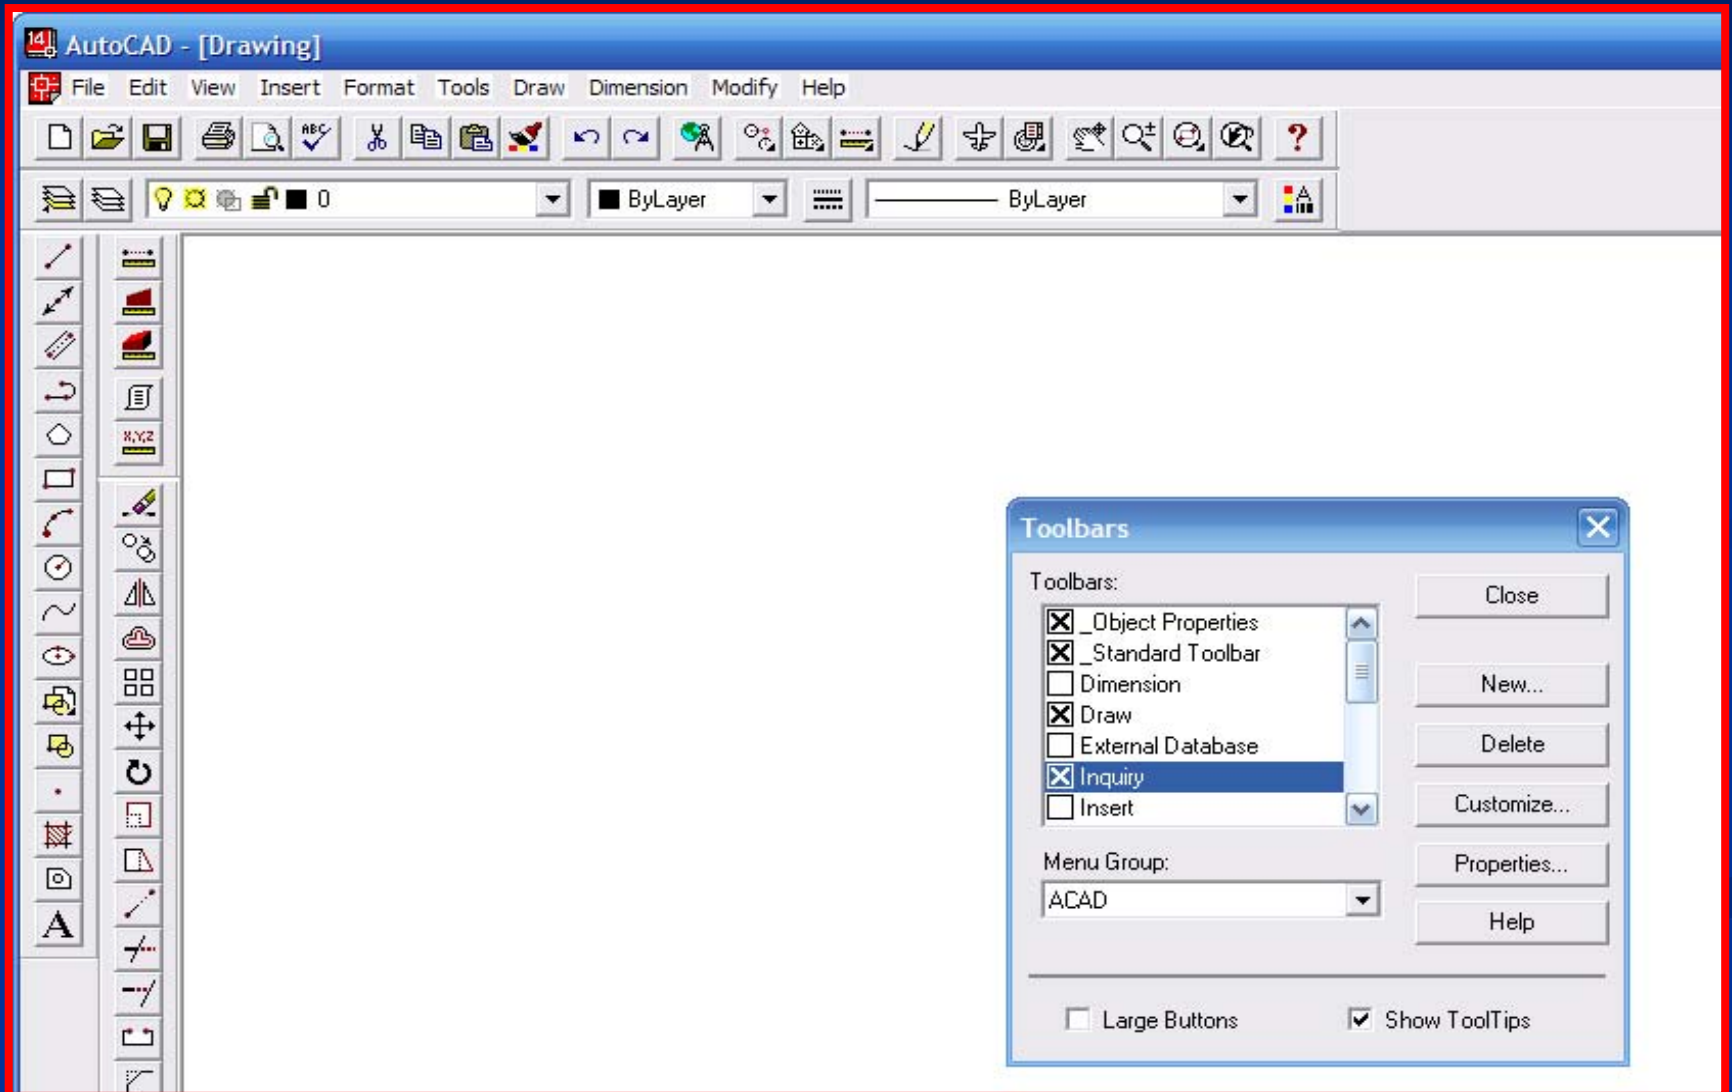 14
AutoCAD - [Drawing]
File Edit View Insert Format Tools Draw Dimension Modify Help
ABC
?
0 ByLayer ByLayer A
X,Y,Z
A
Toolbars
Toolbars:
_Object Properties
_Standard Toolbar
Dimension
Draw
External Database
Inquiry
Insert
Menu Group:
ACAD
Close
New...
Delete
Customize...
Properties...
Help
Large Buttons Show ToolTips